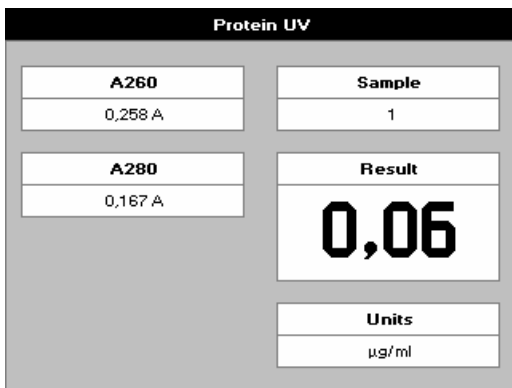 Protein UV
A260
0,258 A
A280
0,167 A
Sample
1
Result
0,06
Units
µg/ml